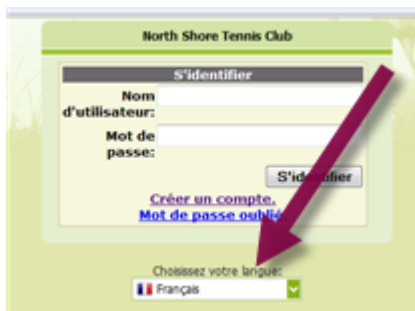 North Shore Tennis Club
S'identifier
Nom
d'utilisateur:
Mot de
passe:
S'identifier
Créer un compte.
Mot de passe oublié
Choisissez votre langue:
Français